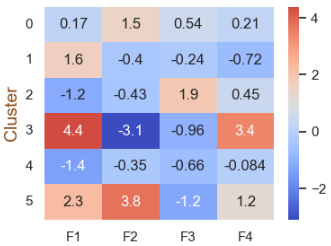 0 0.17 1.5 0.54 0.21
1 1.6 -0.4 -0.24 -0.72
2 -1.2 -0.43 1.9 0.45
3 4.4 -3.1 -0.96 3.4
4 -1.4 -0.35 -0.66 -0.084
5 2.3 3.8 -1.2 1.2
F1 F2 F3 F4
Cluster
4
2
0
−2